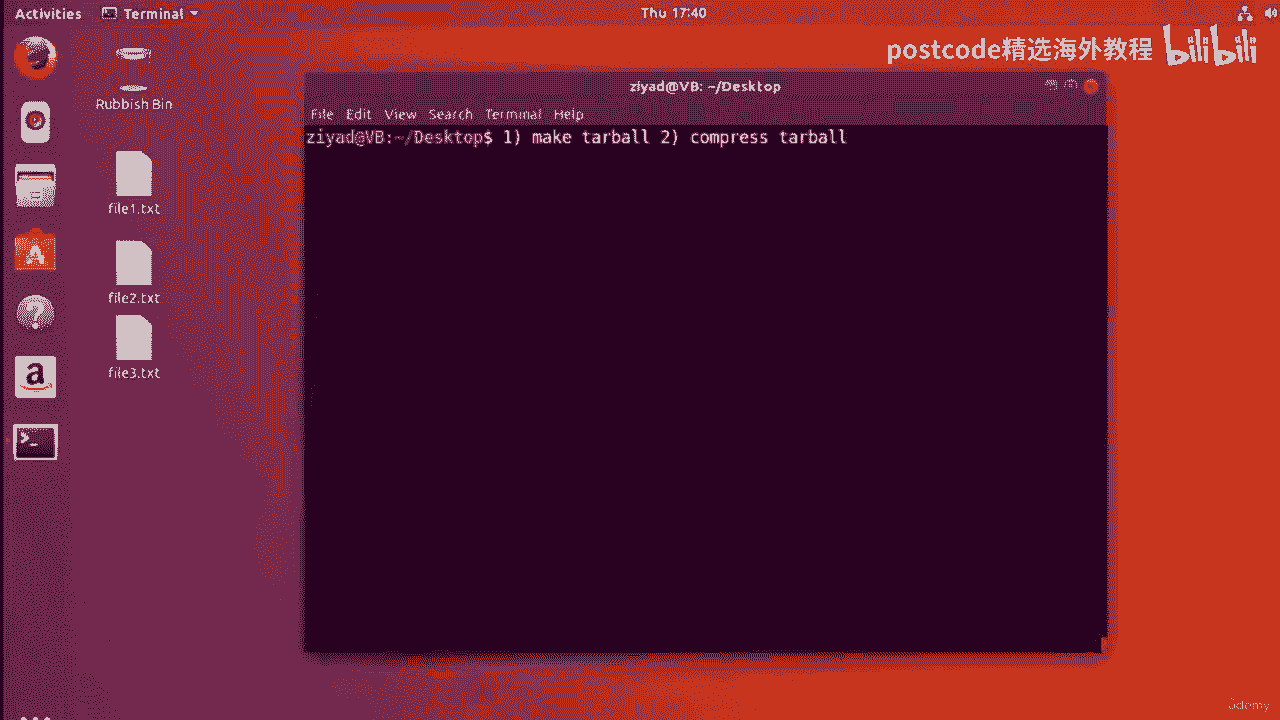 Activities Terminal Thu 17:40
postcode精选海外教程 bilibili
Rubbish Bin
ziyad@VB: ~/Desktop
File Edit View Search Terminal Help
ziyad@VB:~/Desktop$ 1) make tarball 2) compress tarball
file1.txt
file2.txt
file3.txt
Udemy